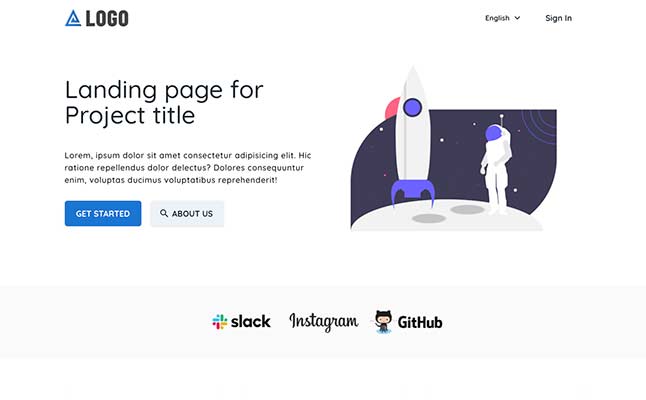 LOGO
English
Sign In
Landing page for
Project title
Lorem, ipsum dolor sit amet consectetur adipisicing elit. Hic
ratione repellendus dolor delectus? Dolores consequuntur
enim, voluptas ducimus voluptatibus reprehenderit!
GET STARTED
ABOUT US
slack
Instagram
GitHub